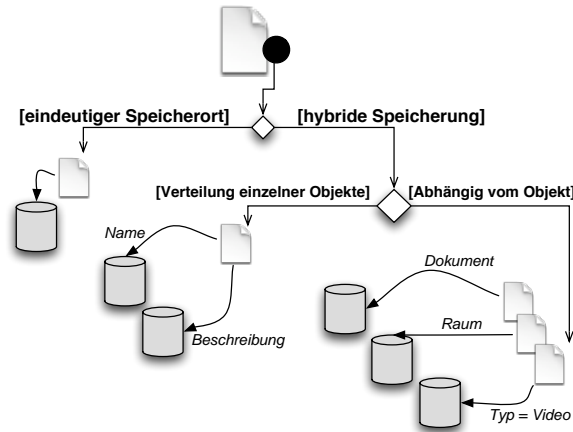 [eindeutiger Speicherort]
[hybride Speicherung]
[Verteilung einzelner Objekte]
[Abhängig vom Objekt]
Name
Beschreibung
Dokument
Raum
Typ = Video